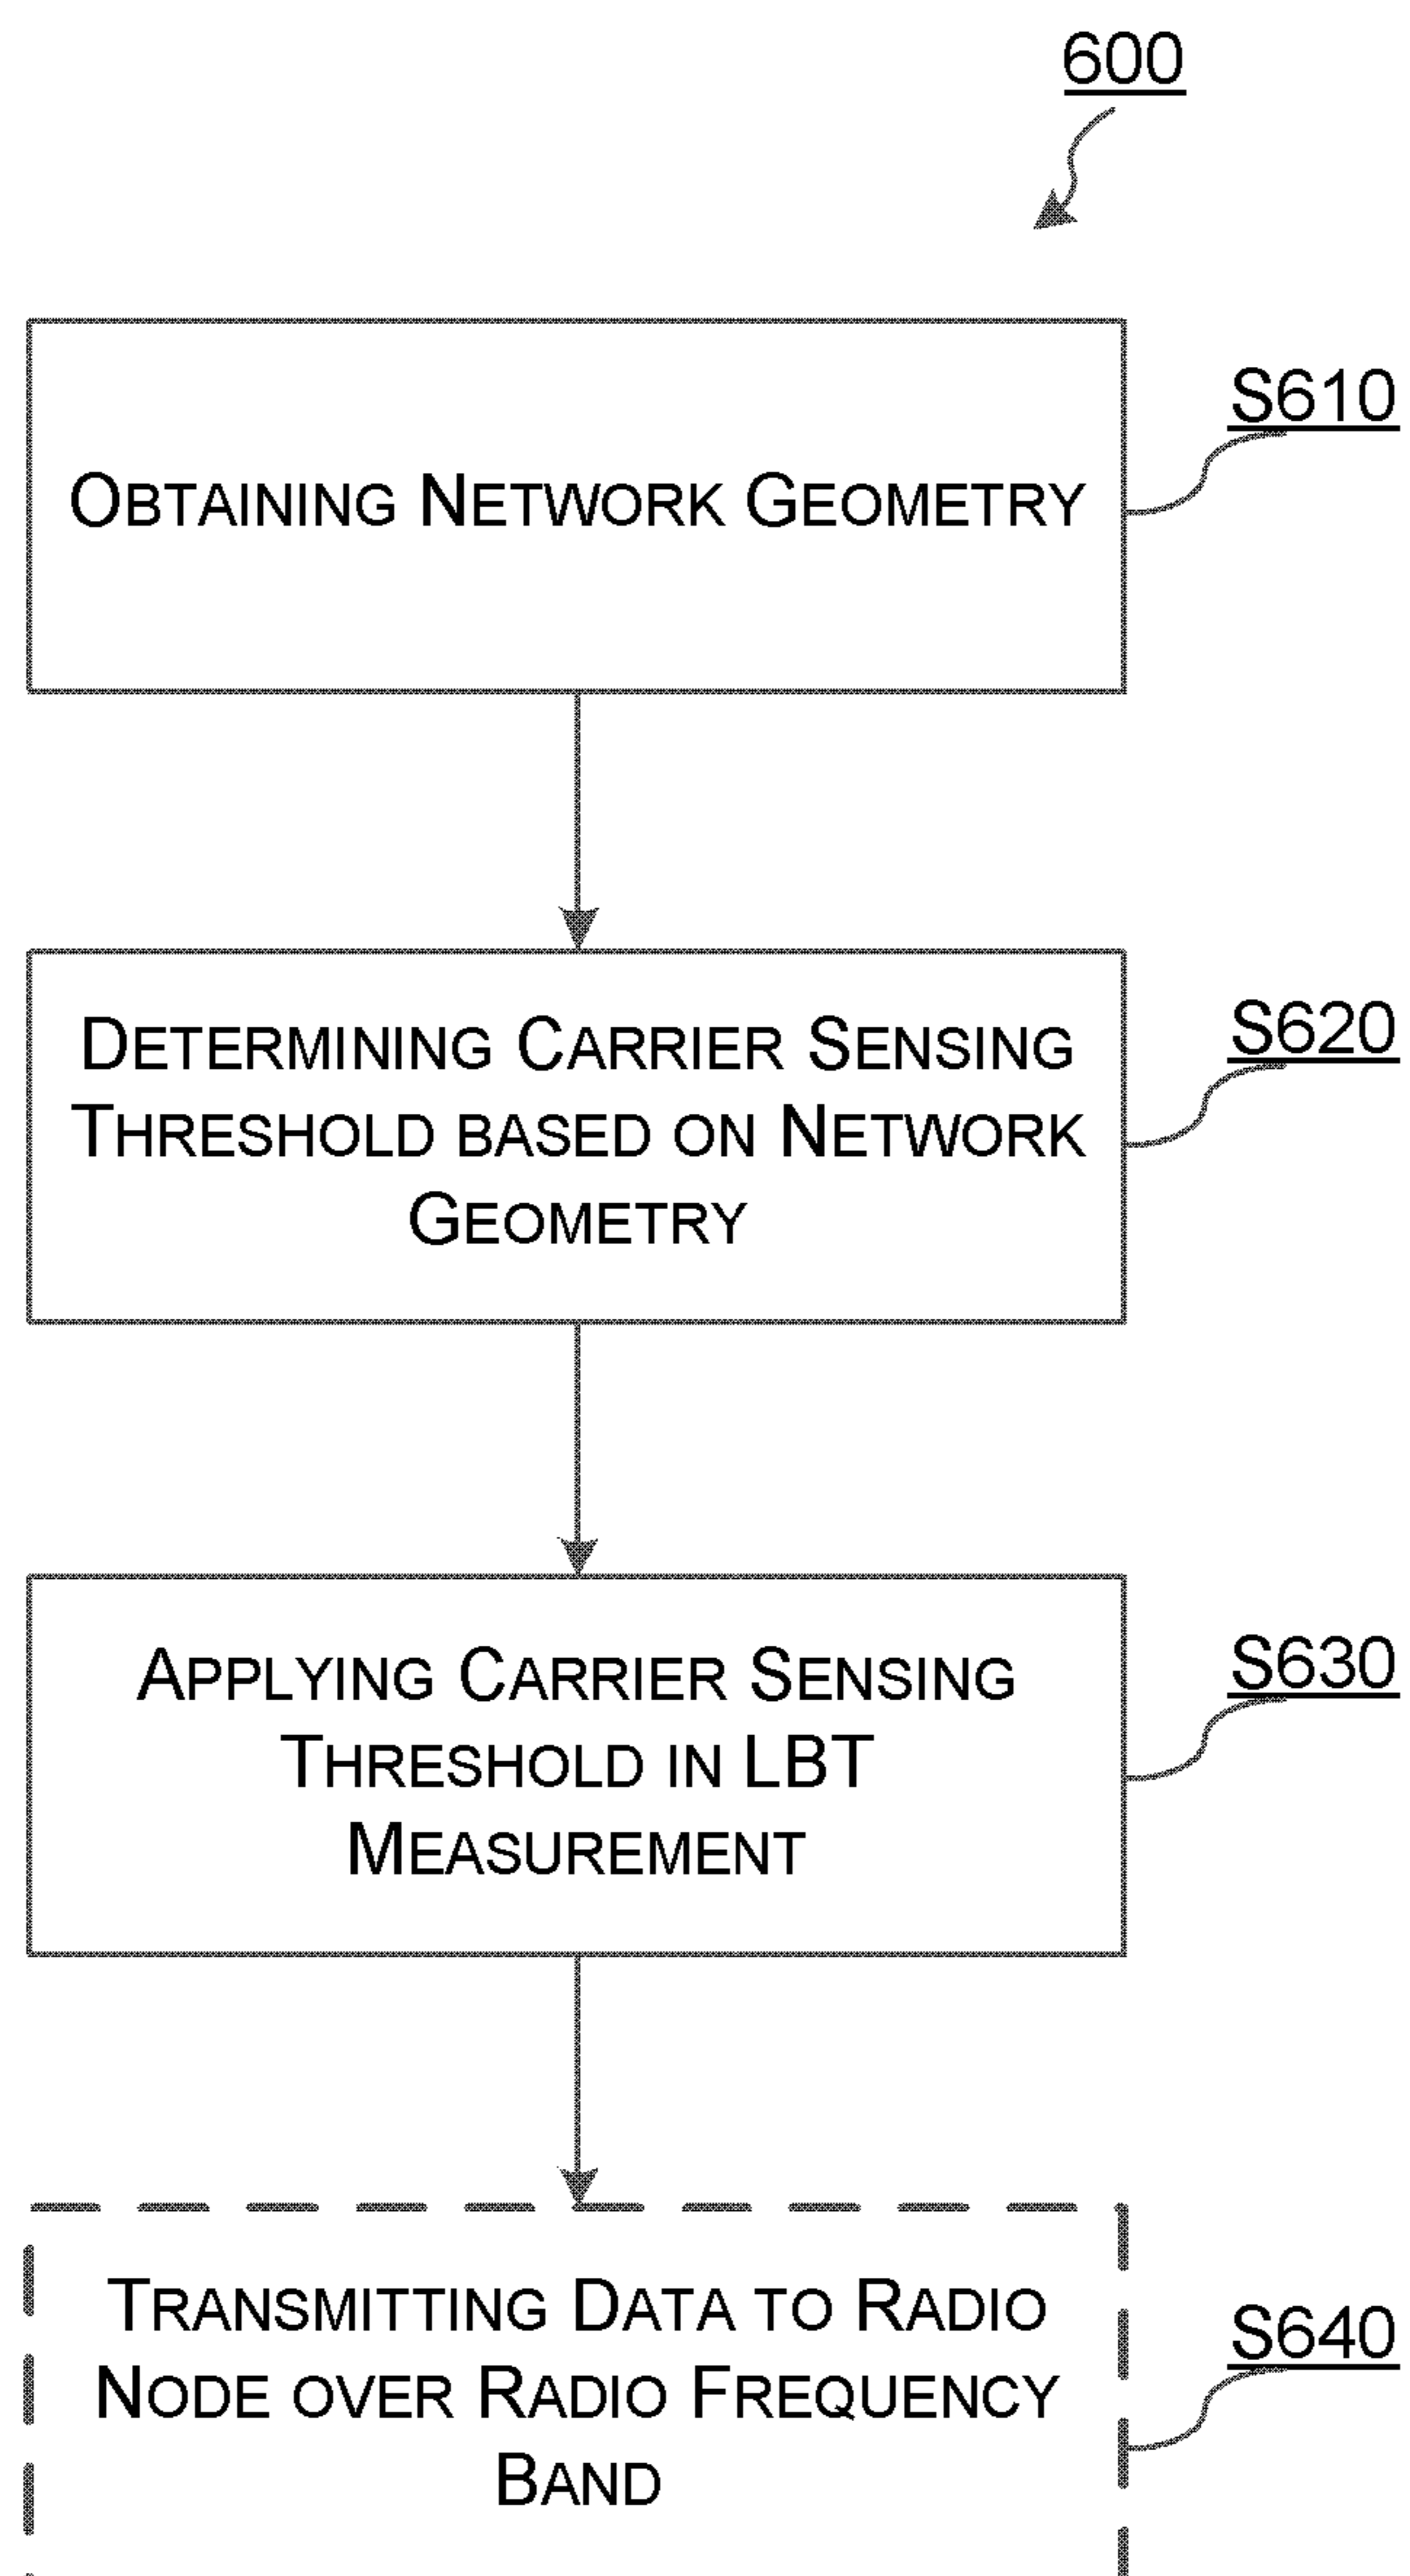 600
OBTAINING NETWORK GEOMETRY
S610
DETERMINING CARRIER SENSING
THRESHOLD BASED ON NETWORK
GEOMETRY
S620
APPLYING CARRIER SENSING
THRESHOLD IN LBT
MEASUREMENT
S630
TRANSMITTING DATA TO RADIO
NODE OVER RADIO FREQUENCY
BAND
S640